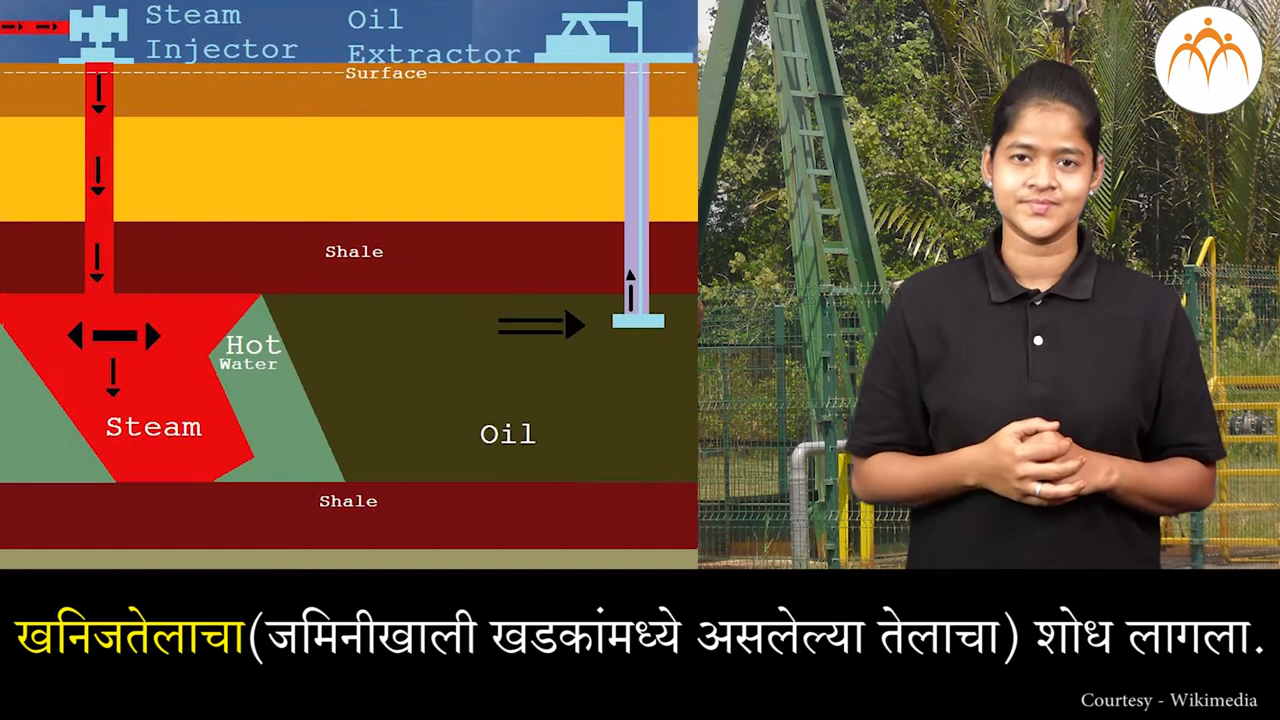 Steam
Injector
Oil
Extractor
Surface
Shale
Hot
Water
Steam
Oil
Shale
खनिजतेलाचा(जमिनीखाली खडकांमध्ये असलेल्या तेलाचा) शोध लागला.
Courtesy - Wikimedia